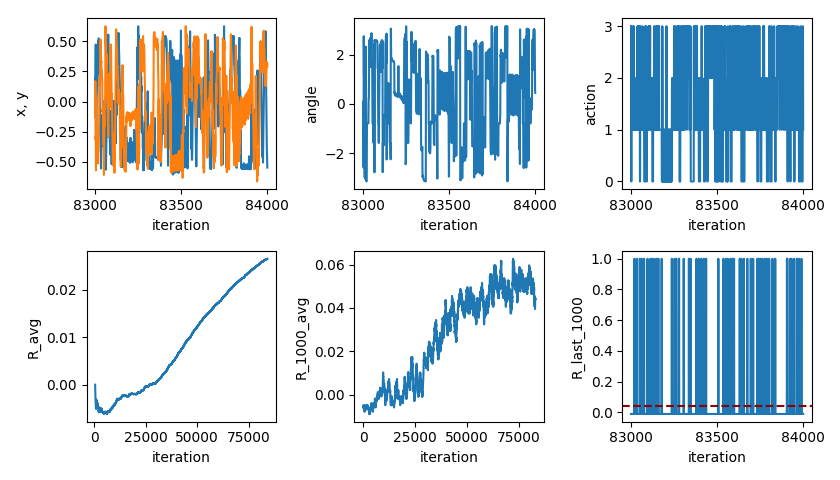 0.50
0.25
0.00
−0.25
−0.50
x, y
83000 83500 84000
iteration
2
0
−2
angle
83000 83500 84000
iteration
3
2
1
0
action
83000 83500 84000
iteration
0.02
0.01
0.00
R_avg
0 25000 50000 75000
iteration
0.06
0.04
0.02
0.00
R_1000_avg
0 25000 50000 75000
iteration
1.0
0.8
0.6
0.4
0.2
0.0
R_last_1000
83000 83500 84000
iteration